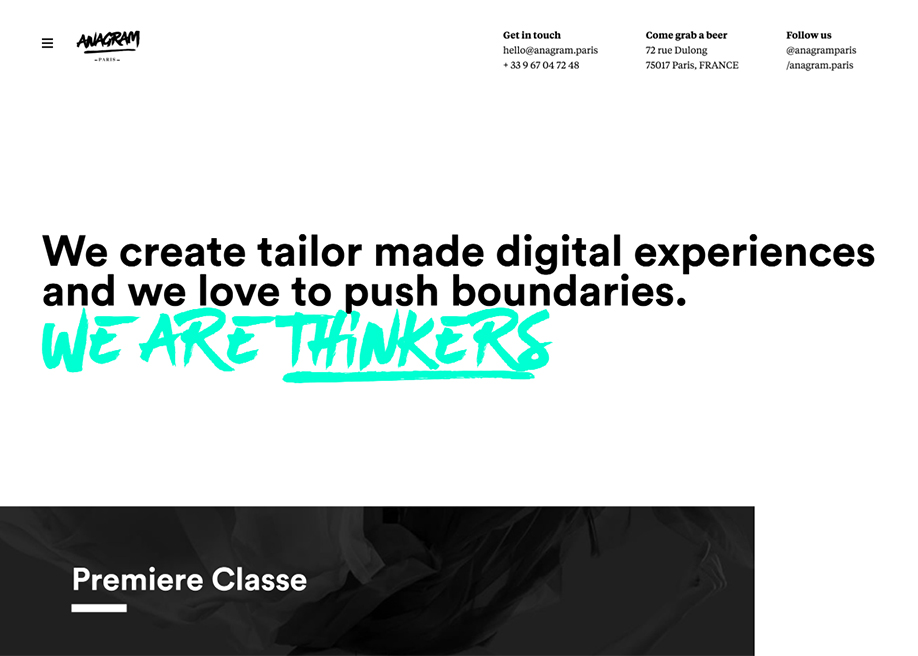 ANAGRAM
PARIS
Get in touch
hello@anagram.paris
+ 33 9 67 04 72 48
Come grab a beer
72 rue Dulong
75017 Paris, FRANCE
Follow us
@anagramparis
/anagram.paris
We create tailor made digital experiences
and we love to push boundaries.
WE ARE THiNKERS
Premiere Classe